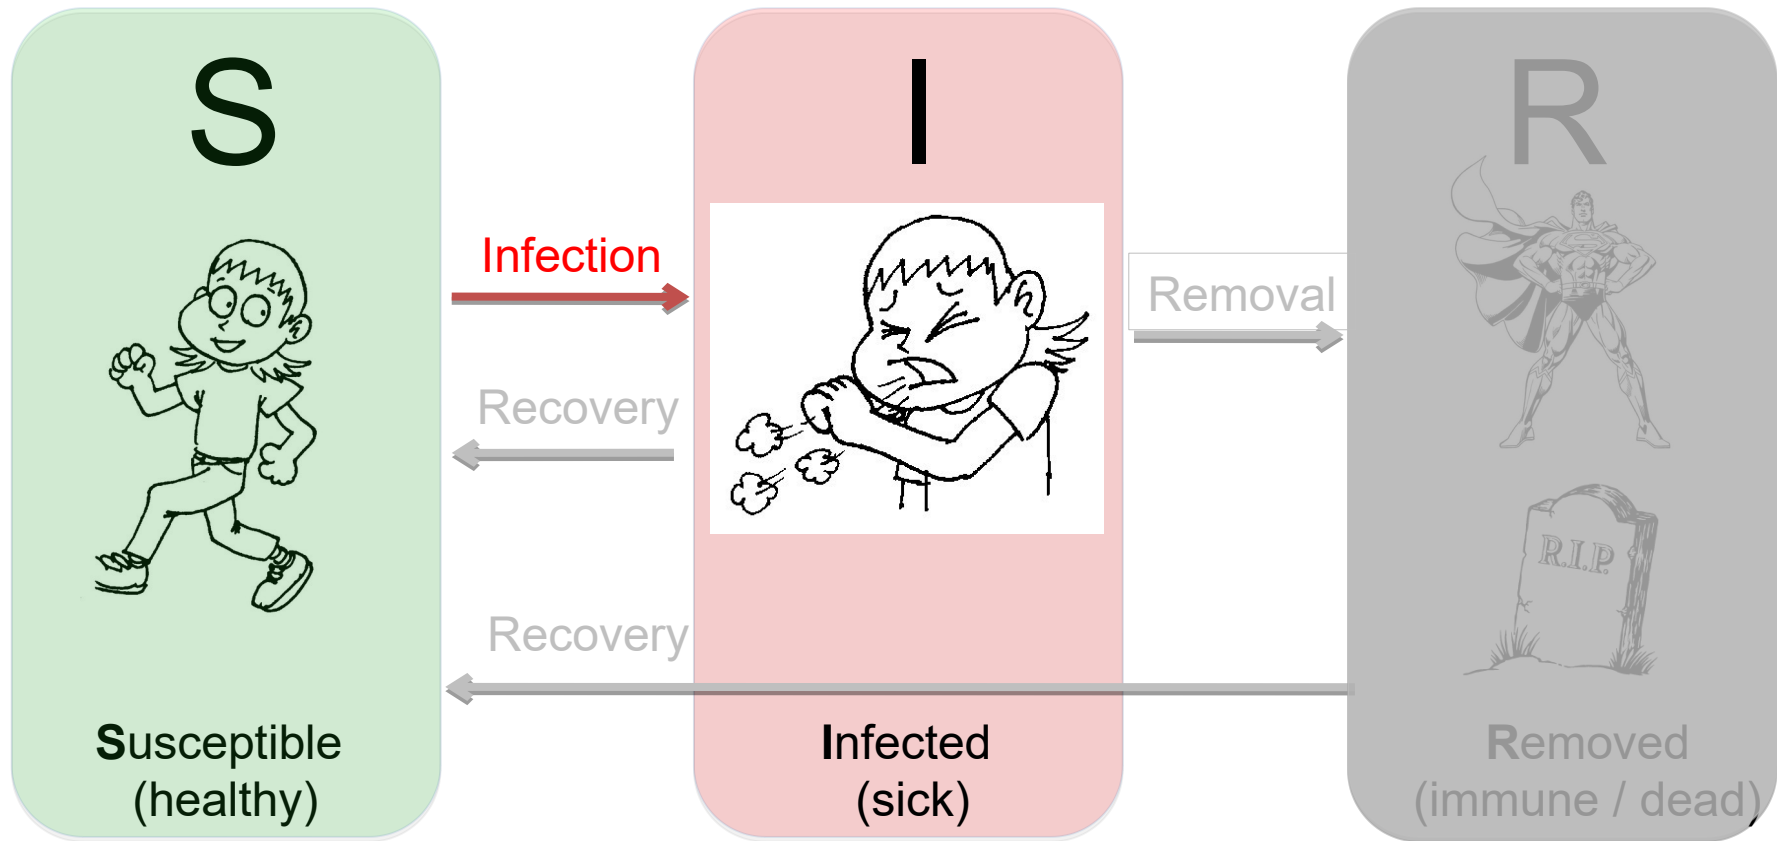 S
I
R
Infection
Removal
Recovery
R.I.P.
Recovery
Susceptible
(healthy)
Infected
(sick)
Removed
(immune / dead)